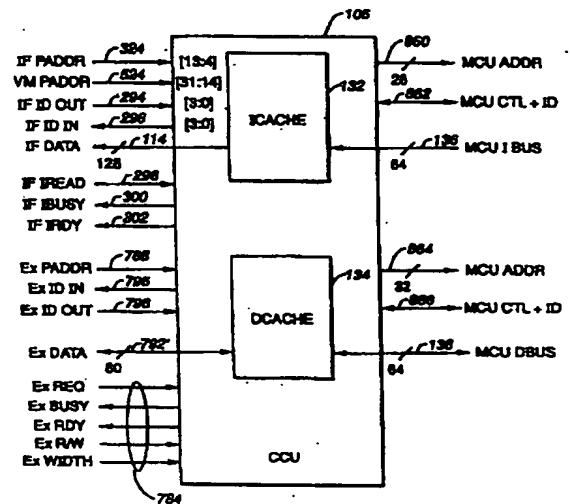 105
IF PADDR 324 [13:4] 860 MCU ADDR
VM PADDR 824 [31:14] 132 28
IF ID OUT 294 [3:0] 862 MCU CTL + ID
IF ID IN 296 [3:0] ICACHE
IF DATA 114 136 MCU I BUS
128 64
IF IREAD 298
IF IBUSY 300
IF IRDY 302
864 MCU ADDR
Ex PADDR 788 134 32
Ex ID IN 795
Ex ID OUT 796 DCACHE 866 MCU CTL + ID
Ex DATA 792' 138 MCU DBUS
80 64
Ex REQ
Ex BUSY
Ex RDY
Ex R/W
Ex WIDTH CCU
784